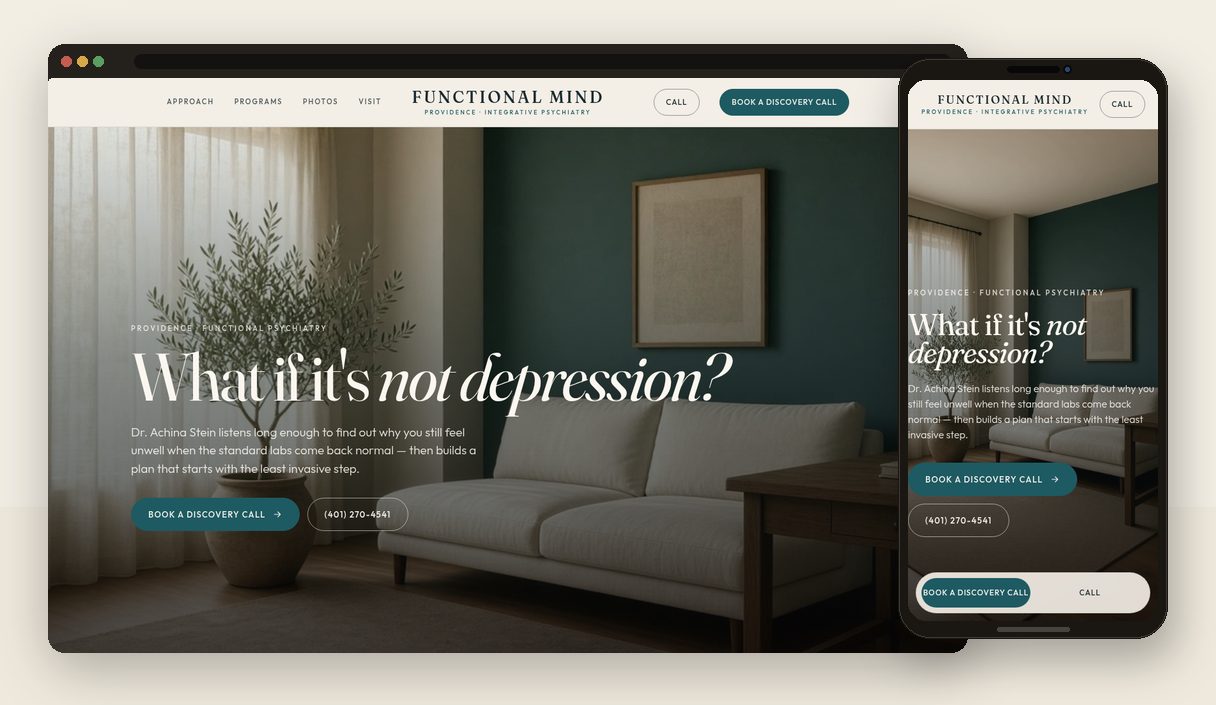 APPROACH PROGRAMS PHOTOS VISIT
FUNCTIONAL MIND
PROVIDENCE · INTEGRATIVE PSYCHIATRY
CALL
BOOK A DISCOVERY CALL
PROVIDENCE · FUNCTIONAL PSYCHIATRY
What if it's not depression?
Dr. Achina Stein listens long enough to find out why you still feel
unwell when the standard labs come back normal — then builds a
plan that starts with the least invasive step.
BOOK A DISCOVERY CALL →
(401) 270-4541
FUNCTIONAL MIND
PROVIDENCE · INTEGRATIVE PSYCHIATRY
CALL
PROVIDENCE · FUNCTIONAL PSYCHIATRY
What if it's not
depression?
Dr. Achina Stein listens long enough to find out why you
still feel unwell when the standard labs come back
normal — then builds a plan that starts with the least
invasive step.
BOOK A DISCOVERY CALL →
(401) 270-4541
BOOK A DISCOVERY CALL
CALL